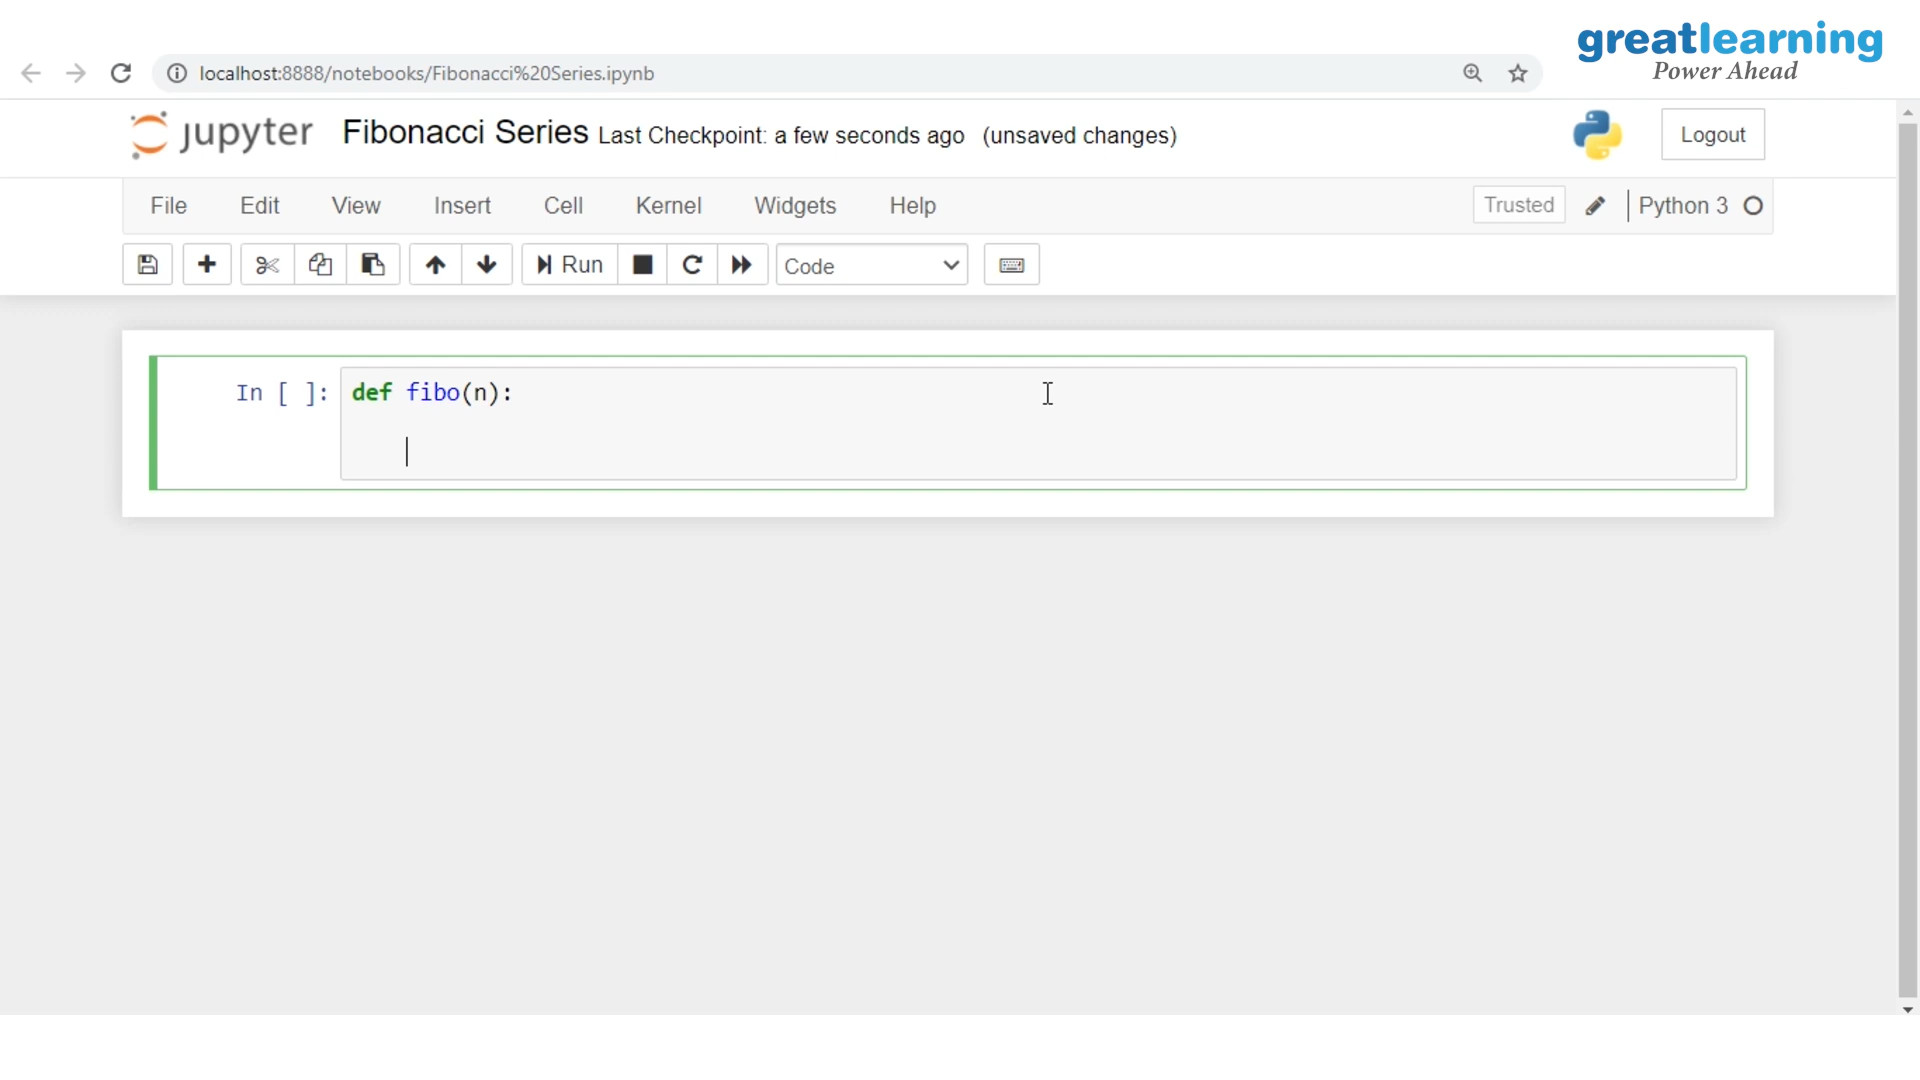 greatlearning
Power Ahead
localhost:8888/notebooks/Fibonacci%20Series.ipynb
jupyter Fibonacci Series Last Checkpoint: a few seconds ago (unsaved changes) Logout
File Edit View Insert Cell Kernel Widgets Help Trusted Python 3
Run Code
In [ ]: def fibo(n):